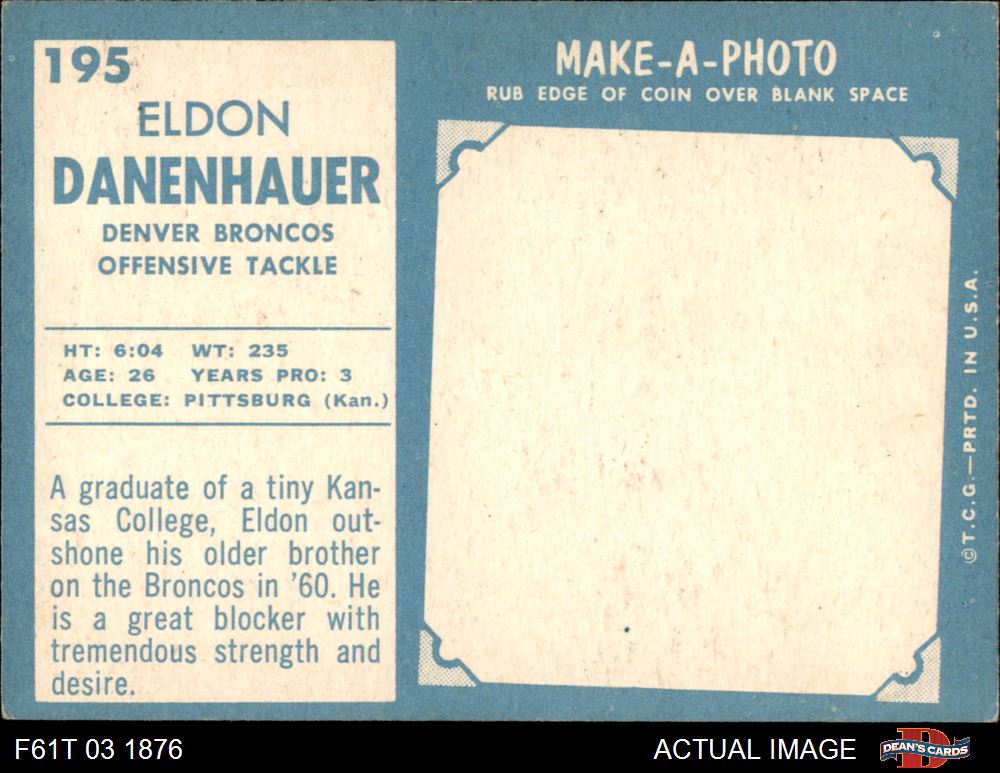 195
ELDON
DANENHAUER
DENVER BRONCOS
OFFENSIVE TACKLE
HT: 6:04 WT: 235
AGE: 26 YEARS PRO: 3
COLLEGE: PITTSBURG (Kan.)
A graduate of a tiny Kan-
sas College, Eldon out-
shone his older brother
on the Broncos in '60. He
is a great blocker with
tremendous strength and
desire.
MAKE-A-PHOTO
RUB EDGE OF COIN OVER BLANK SPACE
©T.C.G.—PRTD. IN U.S.A.
F61T 03 1876
ACTUAL IMAGE
DEAN'S CARDS